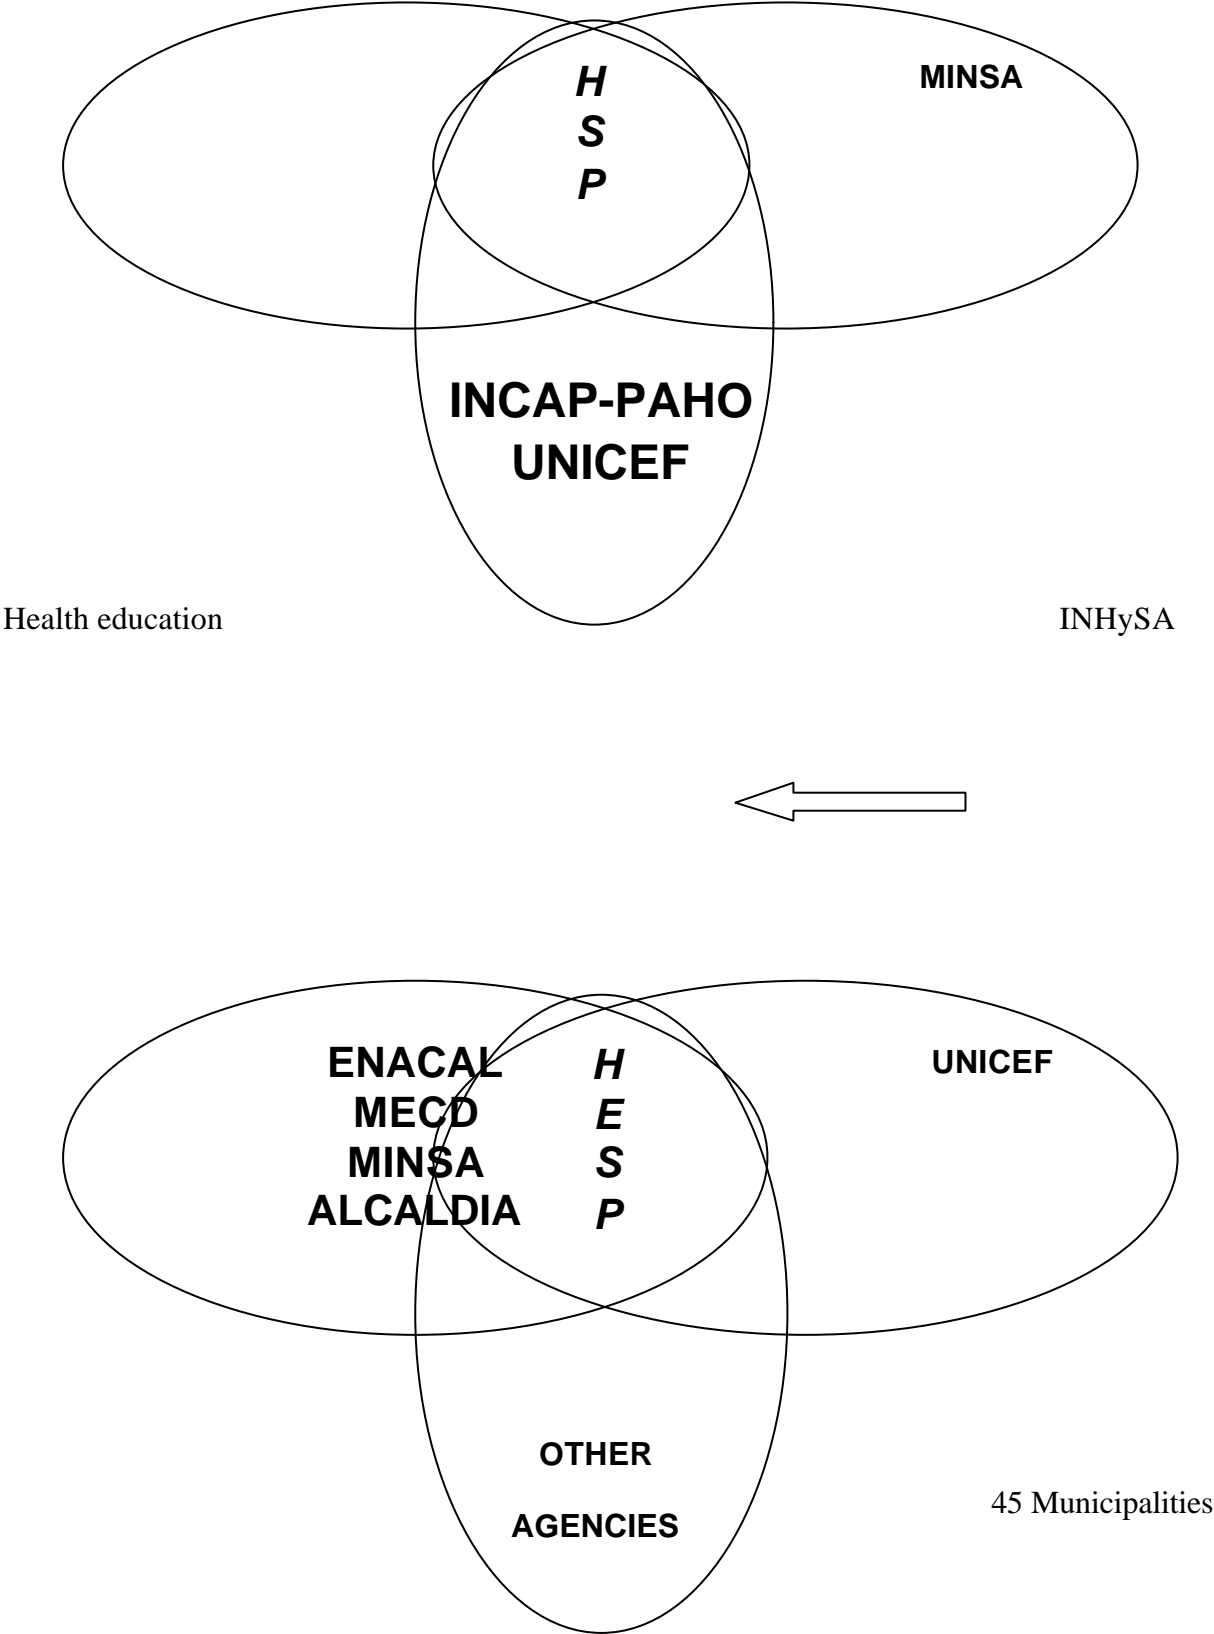 H
S
P
MINSA
INCAP-PAHO
UNICEF
Health education
INHySA
ENACAL
MECD
MINSA
ALCALDIA
H
E
S
P
UNICEF
OTHER
AGENCIES
45 Municipalities